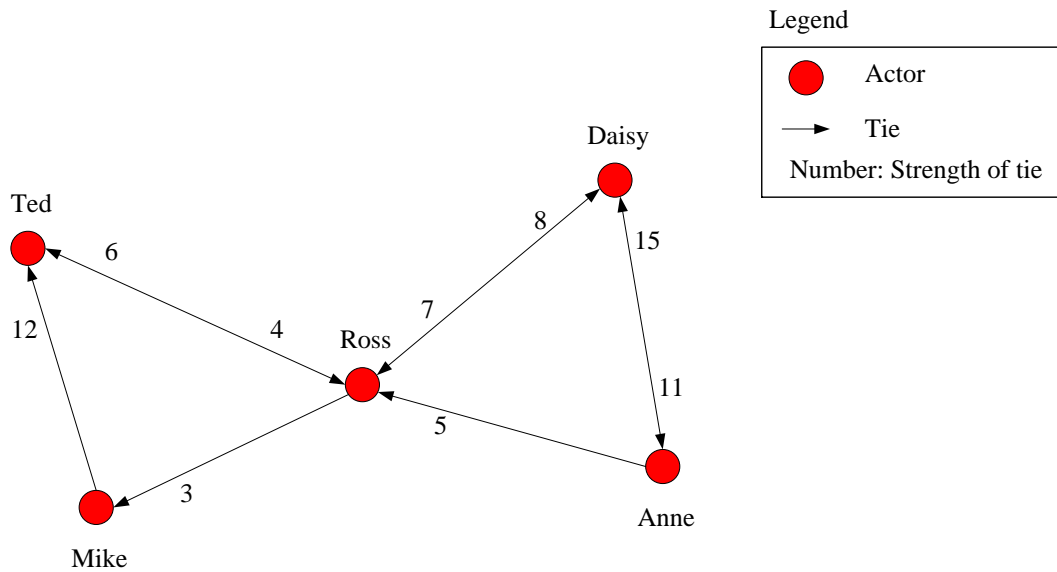 Legend
Actor
Tie
Number: Strength of tie
Daisy
Ted
8
15
6
7
12
4
Ross
11
5
3
Anne
Mike